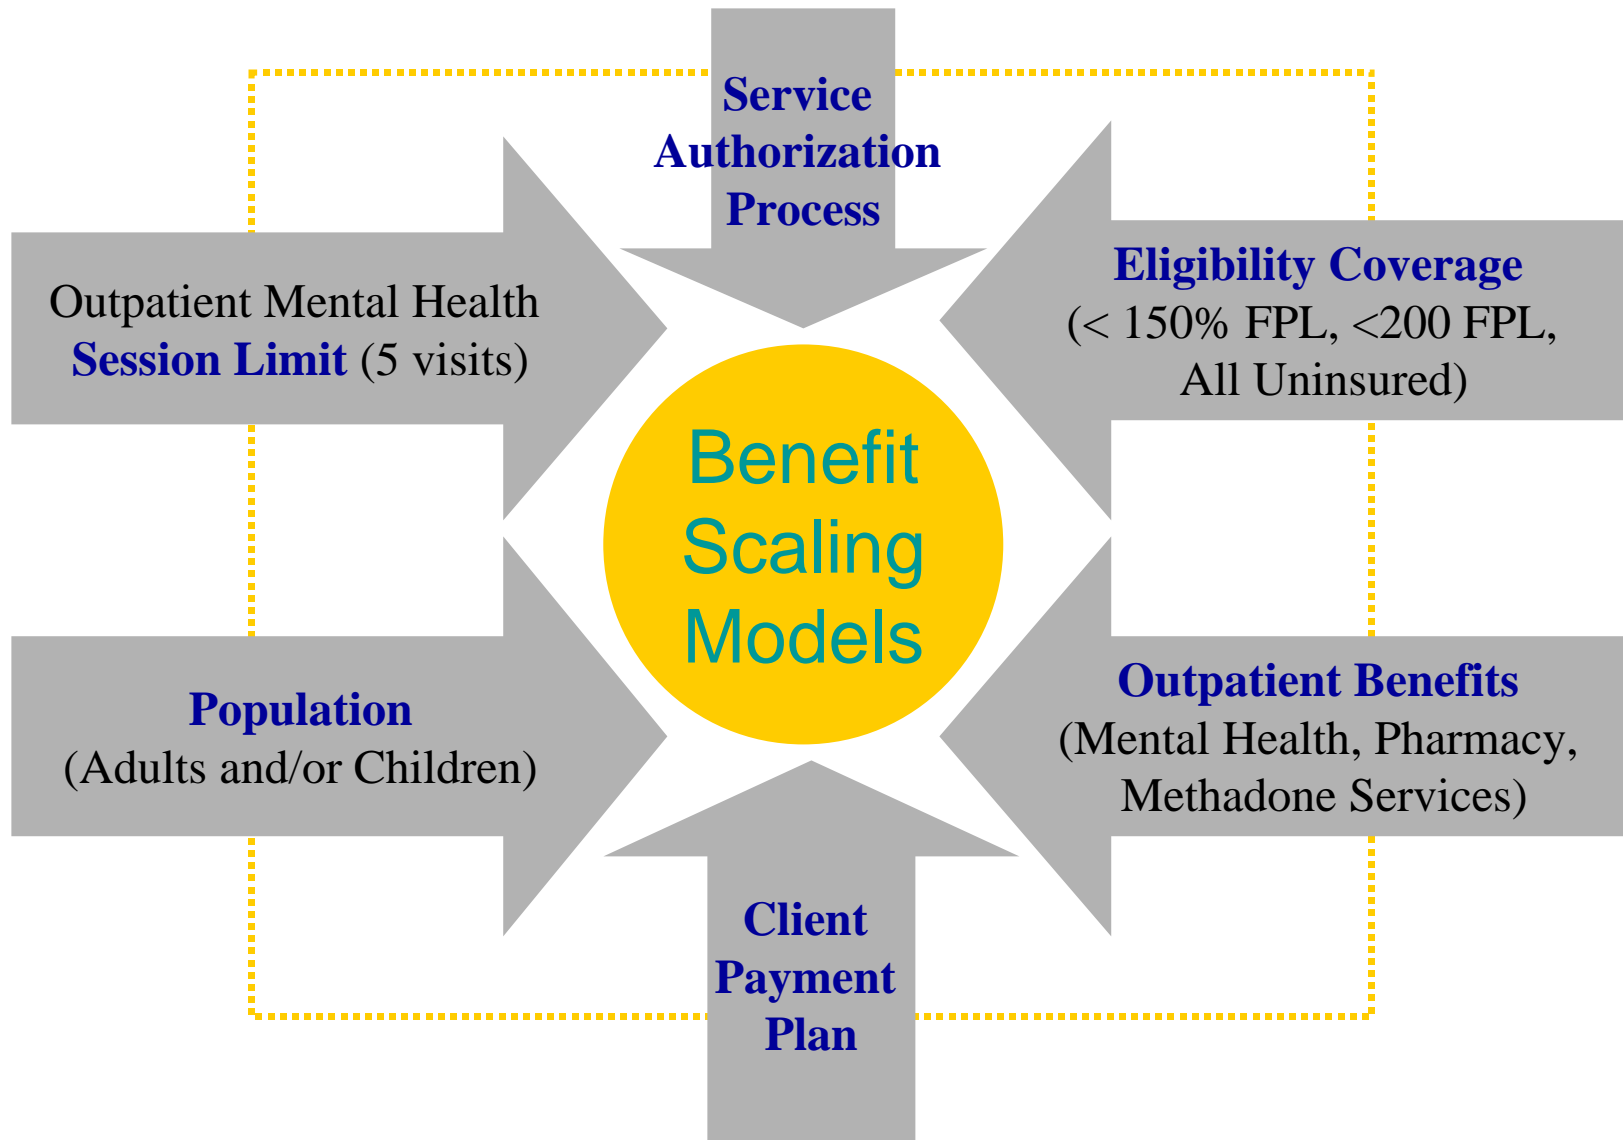 Service
Authorization
Process
Outpatient Mental Health
Session Limit (5 visits)
Eligibility Coverage
(< 150% FPL, <200 FPL,
All Uninsured)
Benefit
Scaling
Models
Population
(Adults and/or Children)
Outpatient Benefits
(Mental Health, Pharmacy,
Methadone Services)
Client
Payment
Plan